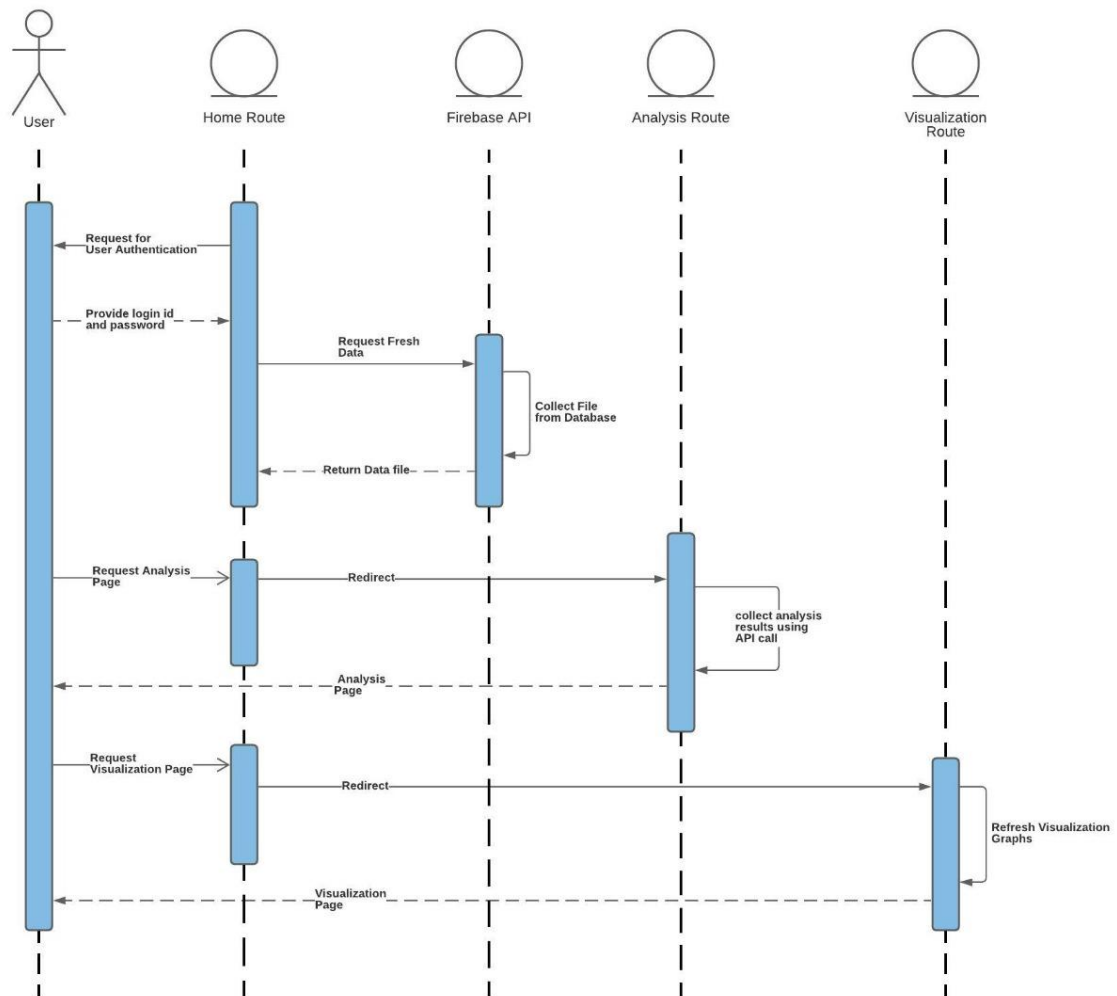 User
Home Route
Firebase API
Analysis Route
Visualization
Route
Request for
User Authentication
Provide login id
and password
Request Fresh
Data
Collect File
from Database
Return Data file
Request Analysis
Page
Redirect
collect analysis
results using
API call
Analysis
Page
Request
Visualization Page
Redirect
Refresh Visualization
Graphs
Visualization
Page